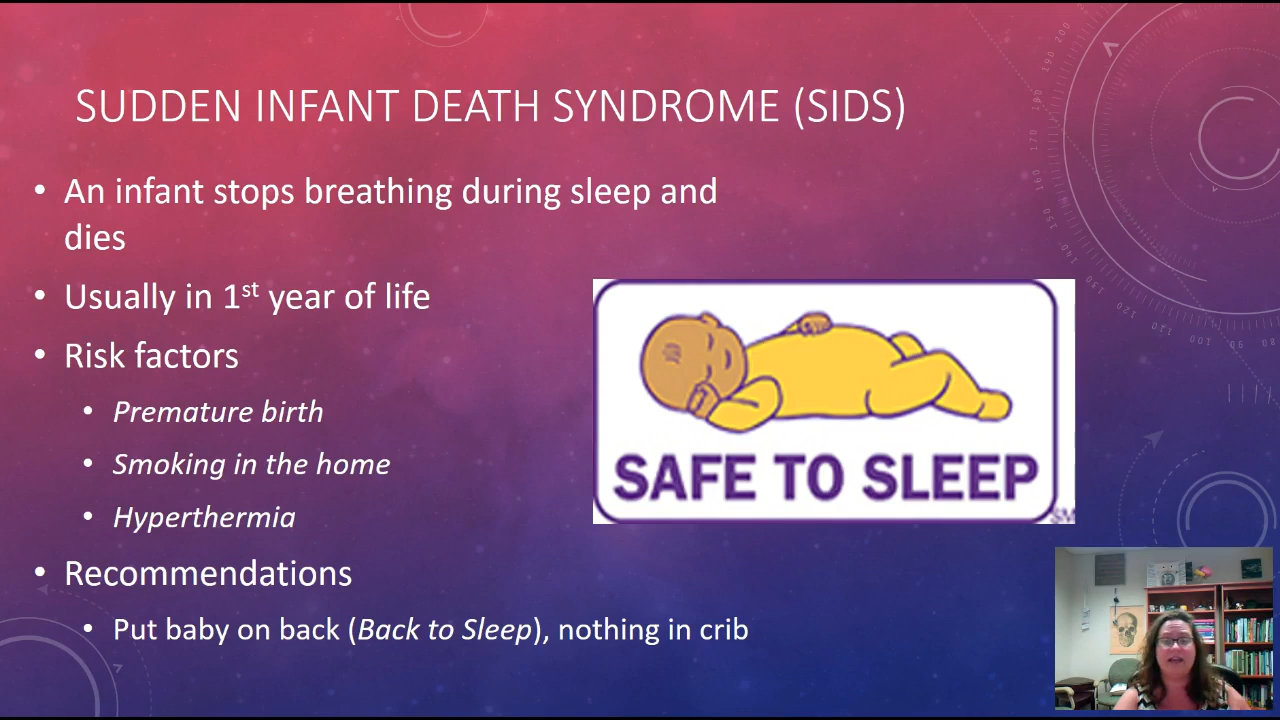 SUDDEN INFANT DEATH SYNDROME (SIDS)
• An infant stops breathing during sleep and
dies
• Usually in 1st year of life
• Risk factors
• Premature birth
• Smoking in the home
• Hyperthermia
• Recommendations
• Put baby on back (Back to Sleep), nothing in crib
SAFE TO SLEEP
SM